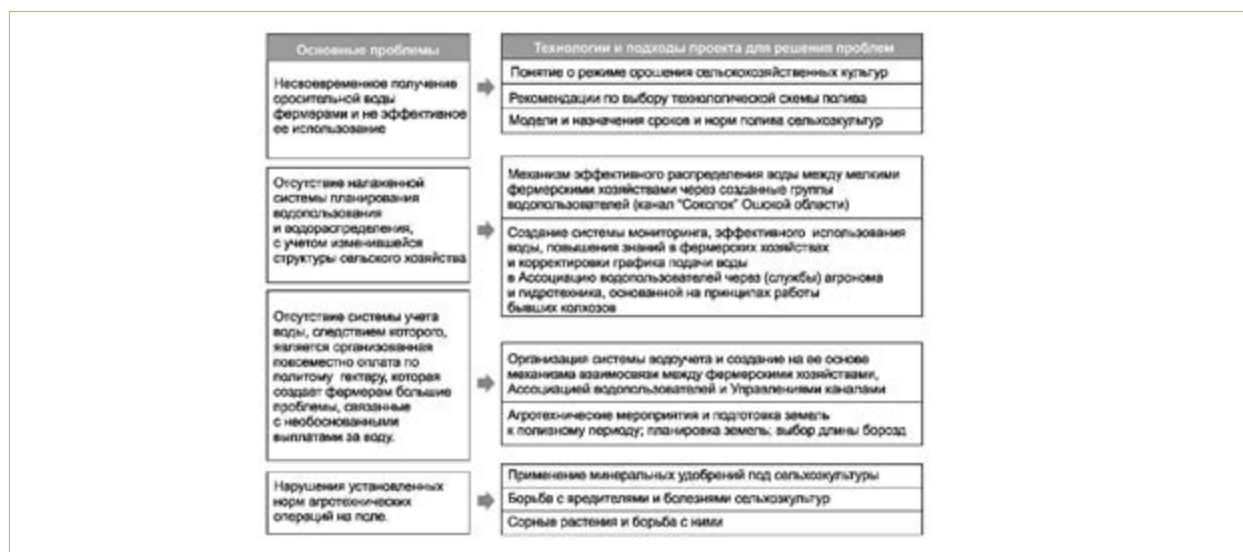 Основные проблемы
Технологии и подходы проекта для решения проблем
Несвоевременное получение
оросительной воды
фермерами и не эффективное
ее использование
Понятие о режиме орошения сельскохозяйственных культур
Рекомендации по выбору технологической схемы полива
Модели и назначения сроков и норм полива сельхозкультур
Отсутствие налаженной
системы планирования
водопользования
и водораспределения,
с учетом изменившейся
структуры сельского хозяйства
Механизм эффективного распределения воды между мелкими
фермерскими хозяйствами через созданные группы
водопользователей (канал "Соколок" Ошской области)
Создание системы мониторинга, эффективного использования
воды, повышения знаний в фермерских хозяйствах
и корректировки графика подачи воды
в Ассоциацию водопользователей через (службы) агронома
и гидротехника, основанной на принципах работы
бывших колхозов
Отсутствие системы учета
воды, следствием которого,
является организованная
повсеместно оплата по
политому гектару, которая
создает фермерам большие
проблемы, связанные
с необоснованными
выплатами за воду.
Организация системы водоучета и создание на ее основе
механизма взаимосвязи между фермерскими хозяйствами,
Ассоциацией водопользователей и Управлениями каналами
Агротехнические мероприятия и подготовка земель
к поливному периоду; планировка земель; выбор длины борозд
Нарушения установленных
норм агротехнических
операций на поле.
Применение минеральных удобрений под сельхозкультуры
Борьба с вредителями и болезнями сельхозкультур
Сорные растения и борьба с ними